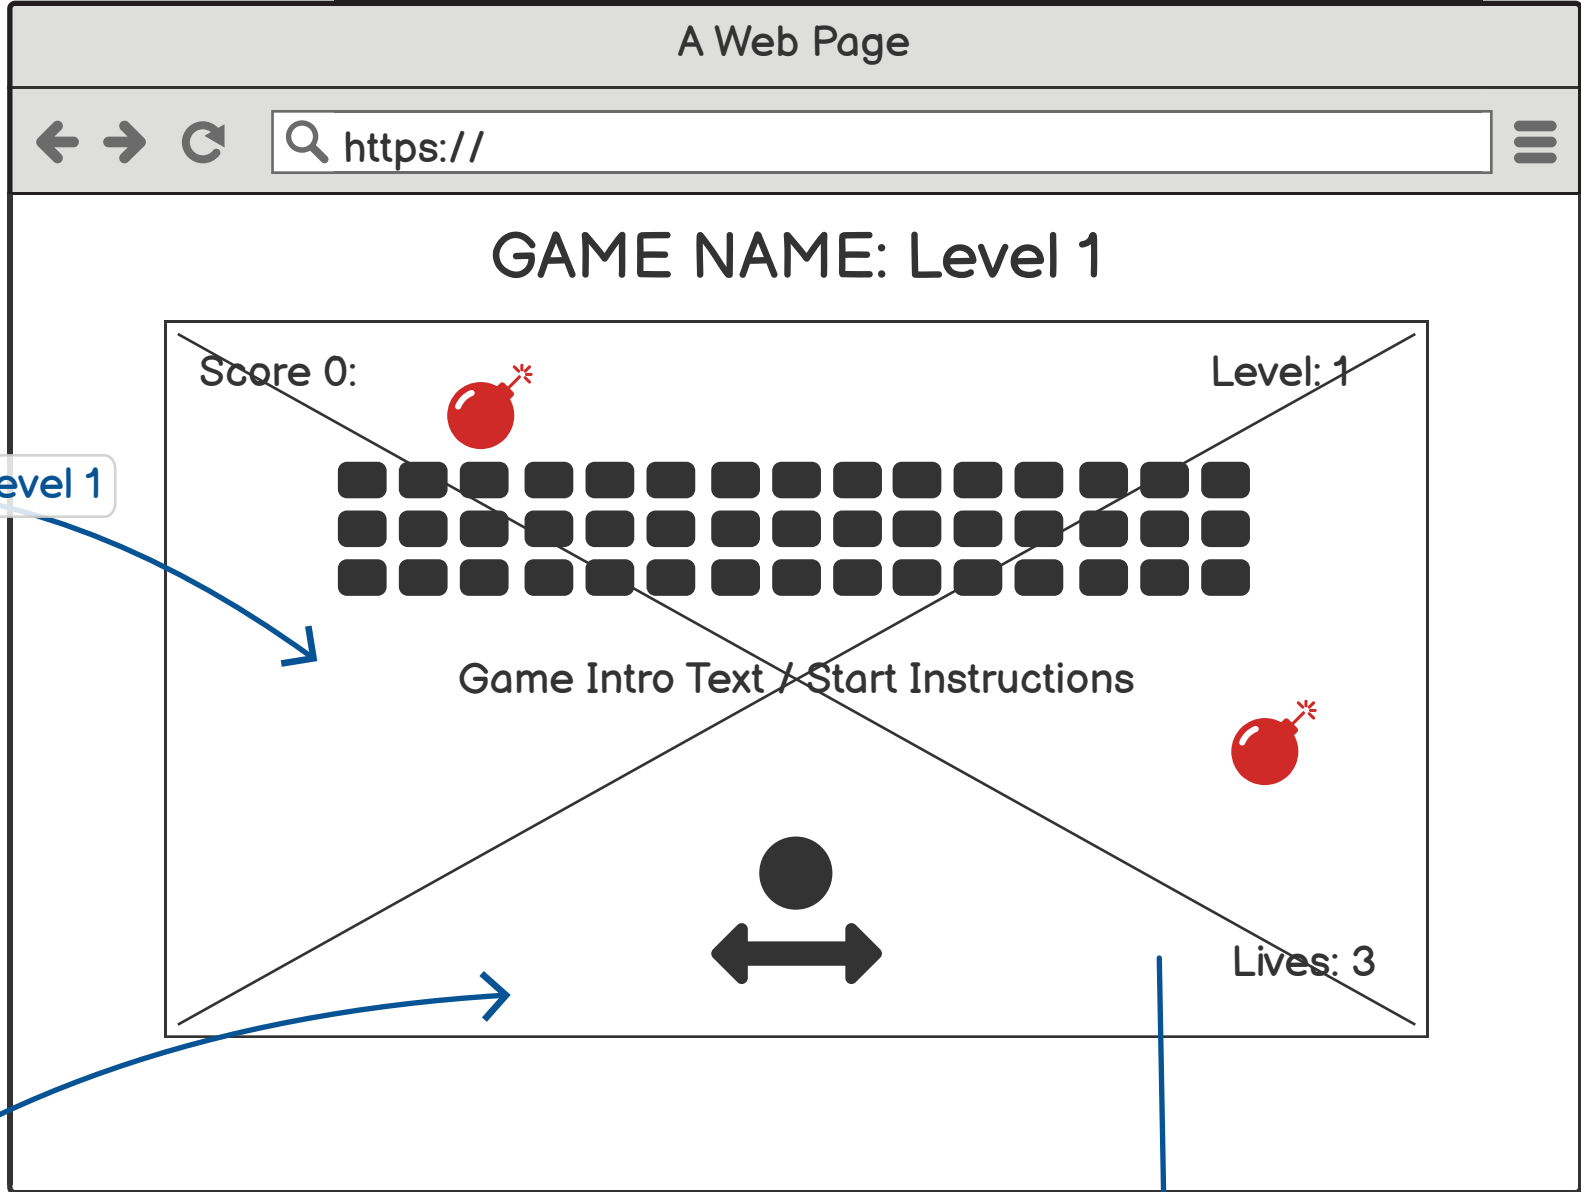 A Web Page
https://
GAME NAME: Level 1
Score 0:
Level: 1
evel 1
Game Intro Text / Start Instructions
Lives: 3